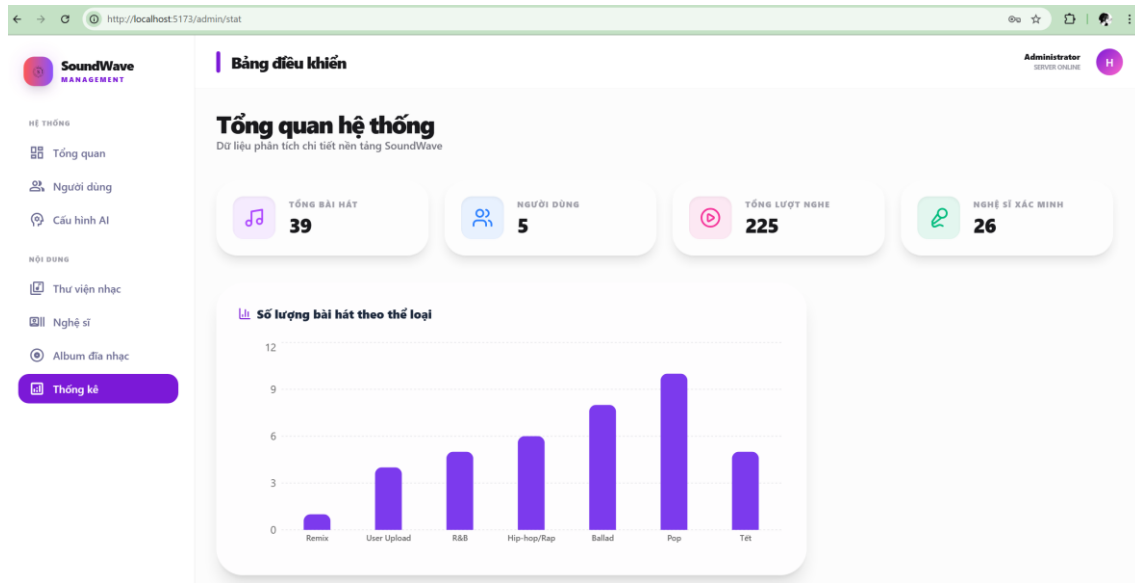 http://localhost:5173/admin/stat
SoundWave
MANAGEMENT
HỆ THỐNG
Tổng quan
Người dùng
Cấu hình AI
NỘI DUNG
Thư viện nhạc
Nghệ sĩ
Album đĩa nhạc
Thống kê
Bảng điều khiển
Administrator
SERVER ONLINE
H
Tổng quan hệ thống
Dữ liệu phân tích chi tiết nền tảng SoundWave
TỔNG BÀI HÁT
39
NGƯỜI DÙNG
5
TỔNG LƯỢT NGHE
225
NGHỆ SĨ XÁC MINH
26
Số lượng bài hát theo thể loại
12
9
6
3
0
Remix User Upload R&B Hip-hop/Rap Ballad Pop Tết